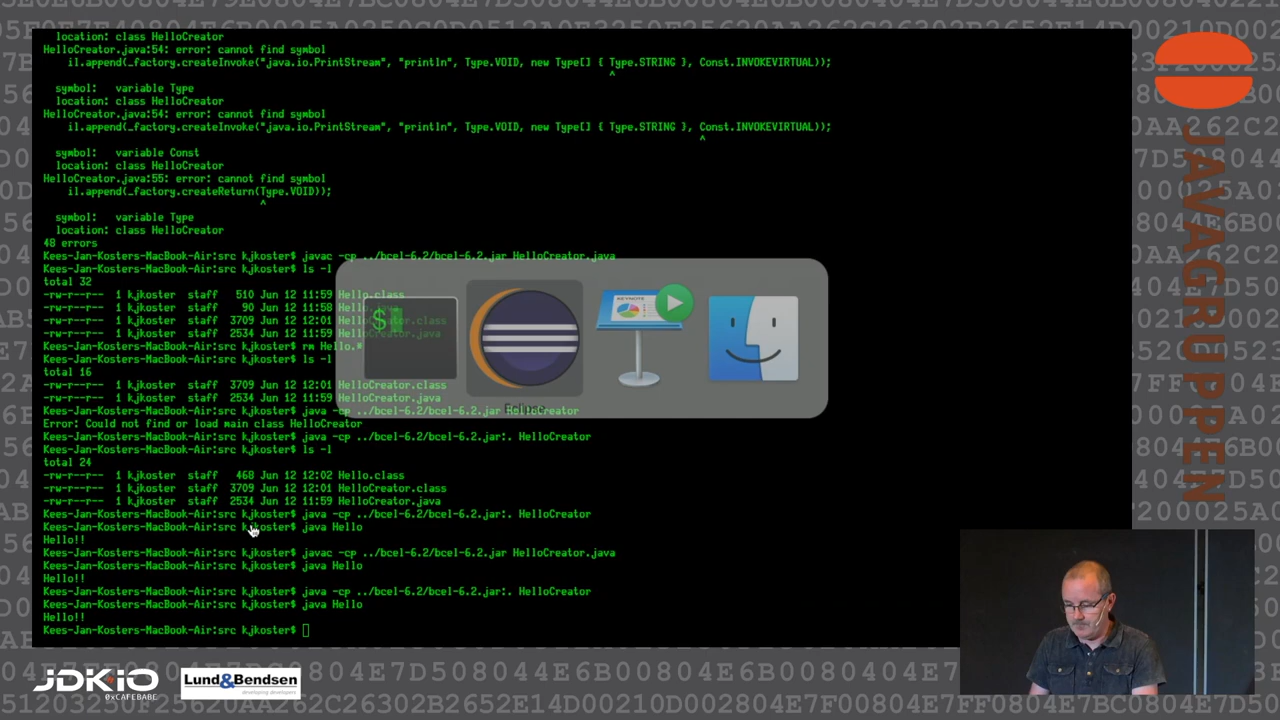 location: class HelloCreator
HelloCreator.java:54: error: cannot find symbol
il.append(_factory.createInvoke("java.io.PrintStream", "println", Type.VOID, new Type[] { Type.STRING }, Const.INVOKEVIRTUAL));
^
symbol:   variable Type
location: class HelloCreator
HelloCreator.java:54: error: cannot find symbol
il.append(_factory.createInvoke("java.io.PrintStream", "println", Type.VOID, new Type[] { Type.STRING }, Const.INVOKEVIRTUAL));
^
symbol:   variable Const
location: class HelloCreator
HelloCreator.java:55: error: cannot find symbol
il.append(_factory.createReturn(Type.VOID));
^
symbol:   variable Type
location: class HelloCreator
40 errors
Kees-Jan-Kosters-MacBook-Air:src kjkoster$ javac -cp ../bcel-6.2/bcel-6.2.jar HelloCreator.java
Kees-Jan-Kosters-MacBook-Air:src kjkoster$ ls -l
total 32
-rw-r--r--  1 kjkoster  staff   510 Jun 12 11:59 Hello.class
-rw-r--r--  1 kjkoster  staff    90 Jun 12 11:58
-rw-r--r--  1 kjkoster  staff  3709 Jun 12 12:01 HelloCreator.class
-rw-r--r--  1 kjkoster  staff  2534 Jun 12 11:59 HelloCreator.java
Kees-Jan-Kosters-MacBook-Air:src kjkoster$ rm Hello.*
Kees-Jan-Kosters-MacBook-Air:src kjkoster$ ls -l
total 16
-rw-r--r--  1 kjkoster  staff  3709 Jun 12 12:01 HelloCreator.class
-rw-r--r--  1 kjkoster  staff  2534 Jun 12 11:59 HelloCreator.java
Kees-Jan-Kosters-MacBook-Air:src kjkoster$ java -cp ../bcel-6.2/bcel-6.2.jar HelloCreator
Error: Could not find or load main class HelloCreator
Kees-Jan-Kosters-MacBook-Air:src kjkoster$ java -cp ../bcel-6.2/bcel-6.2.jar:. HelloCreator
Kees-Jan-Kosters-MacBook-Air:src kjkoster$ ls -l
total 24
-rw-r--r--  1 kjkoster  staff   468 Jun 12 12:02 Hello.class
-rw-r--r--  1 kjkoster  staff  3709 Jun 12 12:01 HelloCreator.class
-rw-r--r--  1 kjkoster  staff  2534 Jun 12 11:59 HelloCreator.java
Kees-Jan-Kosters-MacBook-Air:src kjkoster$ java -cp ../bcel-6.2/bcel-6.2.jar:. HelloCreator
Kees-Jan-Kosters-MacBook-Air:src kjkoster$ java Hello
Hello!!
Kees-Jan-Kosters-MacBook-Air:src kjkoster$ javac -cp ../bcel-6.2/bcel-6.2.jar HelloCreator.java
Kees-Jan-Kosters-MacBook-Air:src kjkoster$ java Hello
Hello!!
Kees-Jan-Kosters-MacBook-Air:src kjkoster$ java -cp ../bcel-6.2/bcel-6.2.jar:. HelloCreator
Kees-Jan-Kosters-MacBook-Air:src kjkoster$ java Hello
Hello!!
Kees-Jan-Kosters-MacBook-Air:src kjkoster$
$
KEYNOTE
Eclipse
JAVAGRUPPEN
JDKIO
0xCAFEBABE
Lund&Bendsen
developing developers